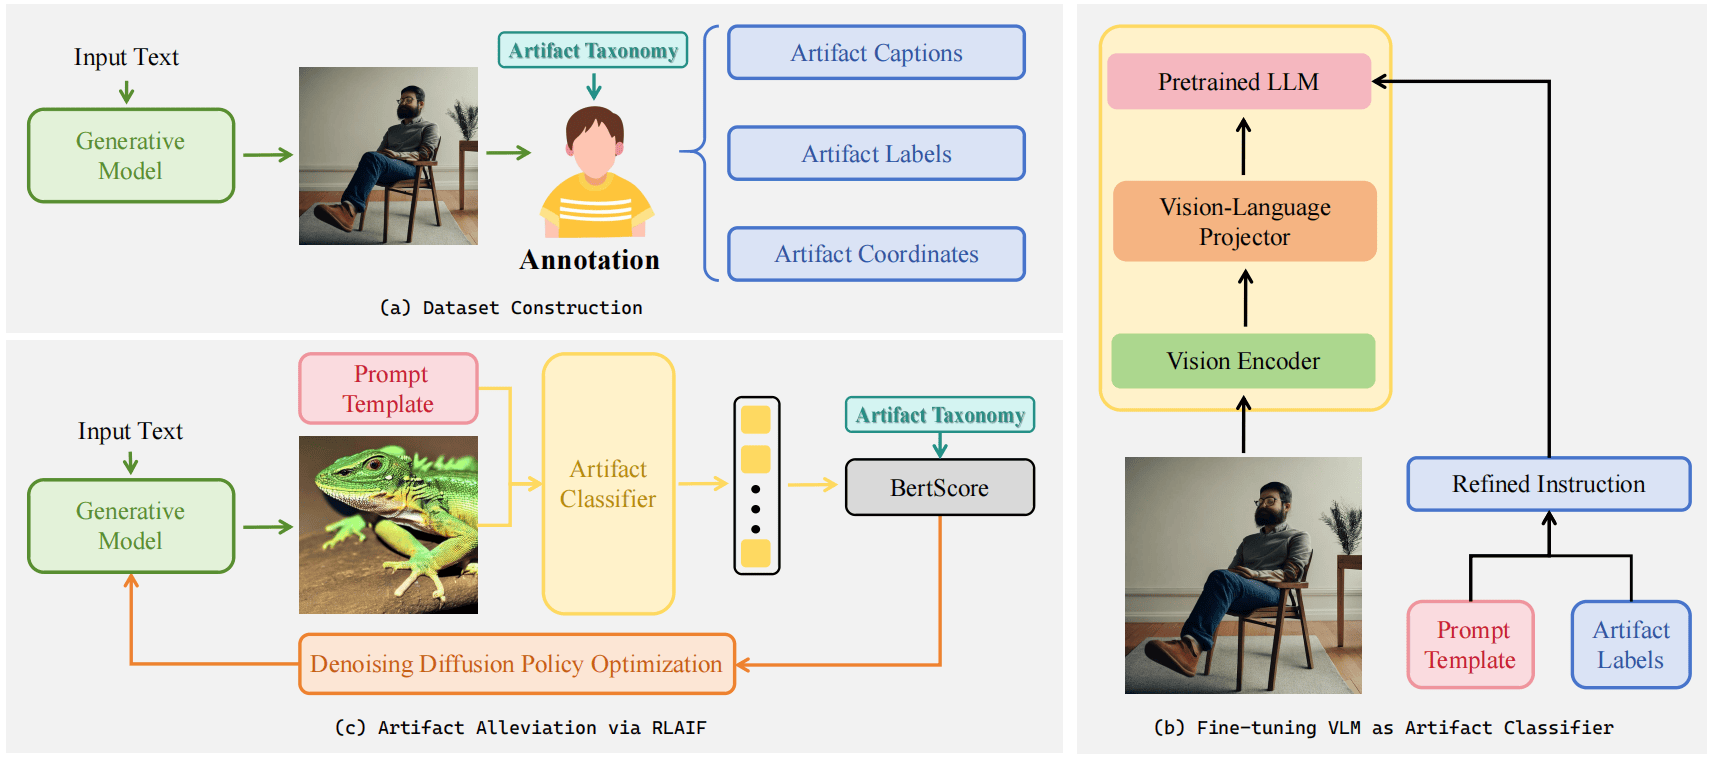 Input Text
Generative
Model
Artifact Taxonomy
Annotation
Artifact Captions
Artifact Labels
Artifact Coordinates
(a) Dataset Construction
Input Text
Generative
Model
Prompt
Template
Artifact
Classifier
Artifact Taxonomy
BertScore
Denoising Diffusion Policy Optimization
(c) Artifact Alleviation via RLAIF
Pretrained LLM
Vision-Language
Projector
Vision Encoder
Refined Instruction
Prompt
Template
Artifact
Labels
(b) Fine-tuning VLM as Artifact Classifier